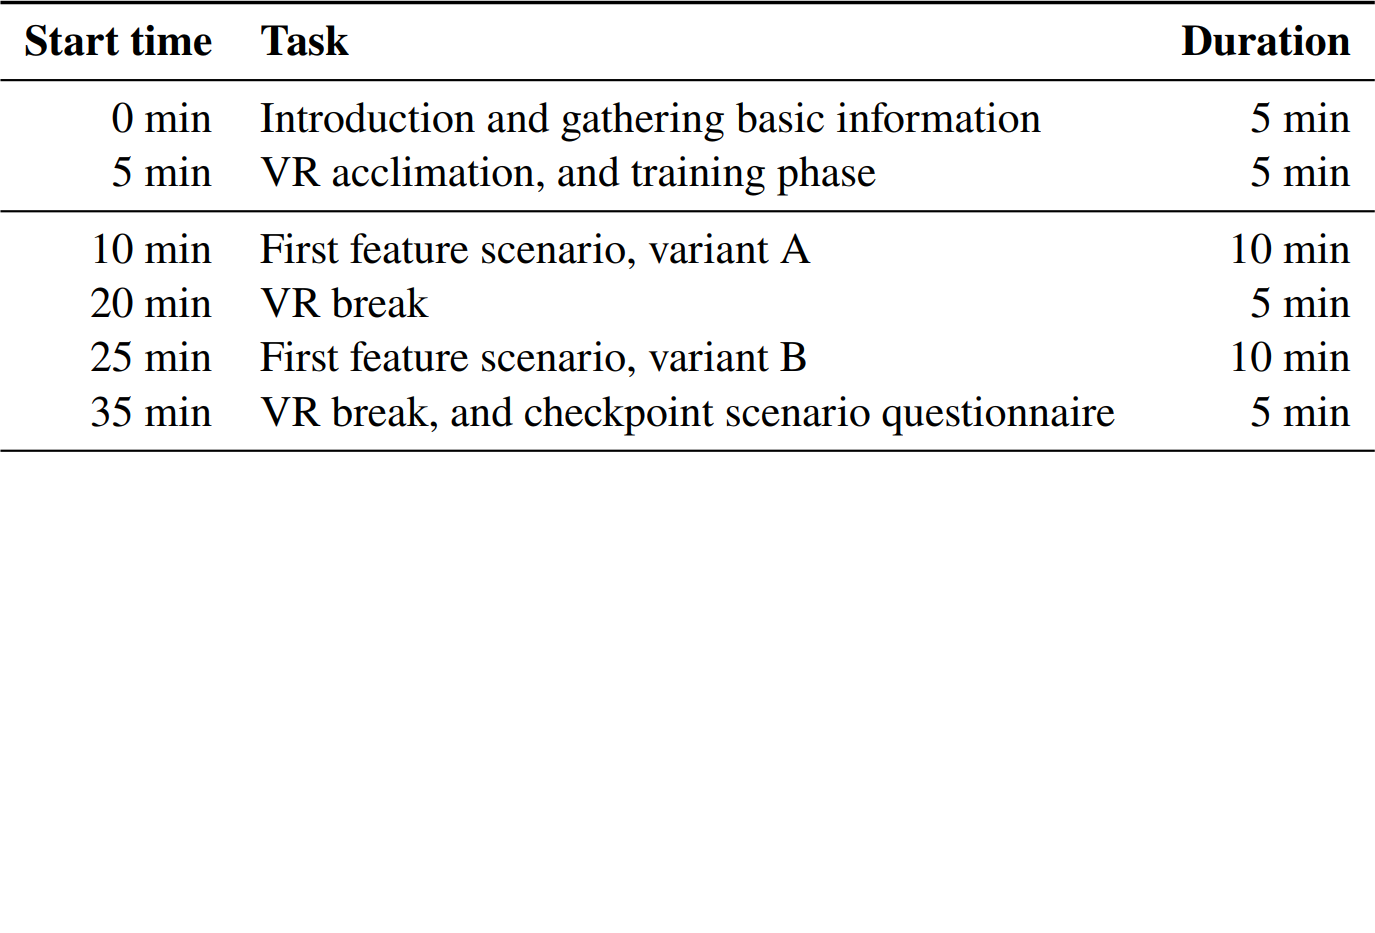 Start time Task Duration
0 min Introduction and gathering basic information 5 min
5 min VR acclimation, and training phase 5 min
10 min First feature scenario, variant A 10 min
20 min VR break 5 min
25 min First feature scenario, variant B 10 min
35 min VR break, and checkpoint scenario questionnaire 5 min